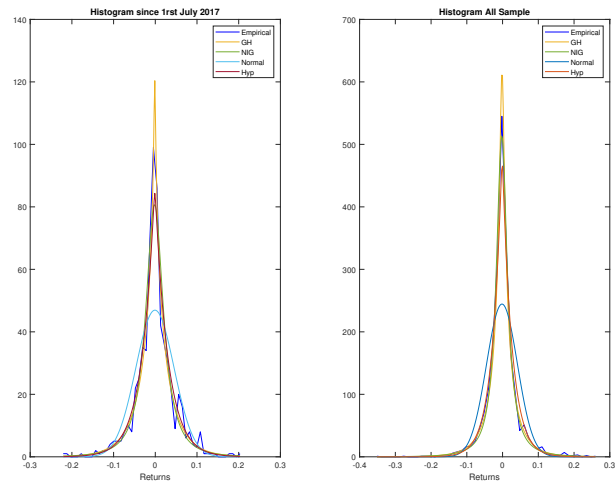 Histogram since 1rst July 2017
140
120
100
80
60
40
20
0
-0.3
-0.2
-0.1
0
0.1
0.2
0.3
Returns
Empirical
GH
NIG
Normal
Hyp
Histogram All Sample
700
600
500
400
300
200
100
0
-0.4
-0.3
-0.2
-0.1
0
0.1
0.2
0.3
Returns
Empirical
GH
NIG
Normal
Hyp